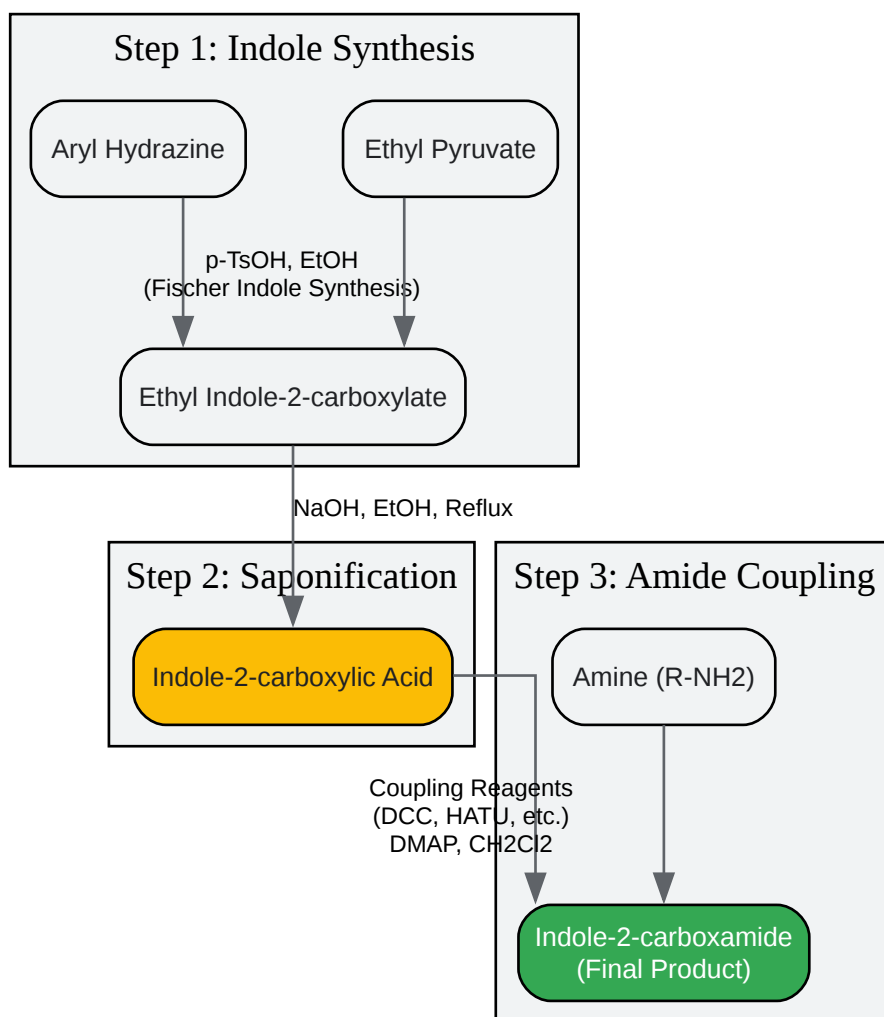 Step 1: Indole Synthesis
Aryl Hydrazine
Ethyl Pyruvate
p-TsOH, EtOH
(Fischer Indole Synthesis)
Ethyl Indole-2-carboxylate
NaOH, EtOH, Reflux
Step 2: Saponification
Step 3: Amide Coupling
Indole-2-carboxylic Acid
Amine (R-NH2)
Coupling Reagents
(DCC, HATU, etc.)
DMAP, CH2Cl2
Indole-2-carboxamide
(Final Product)